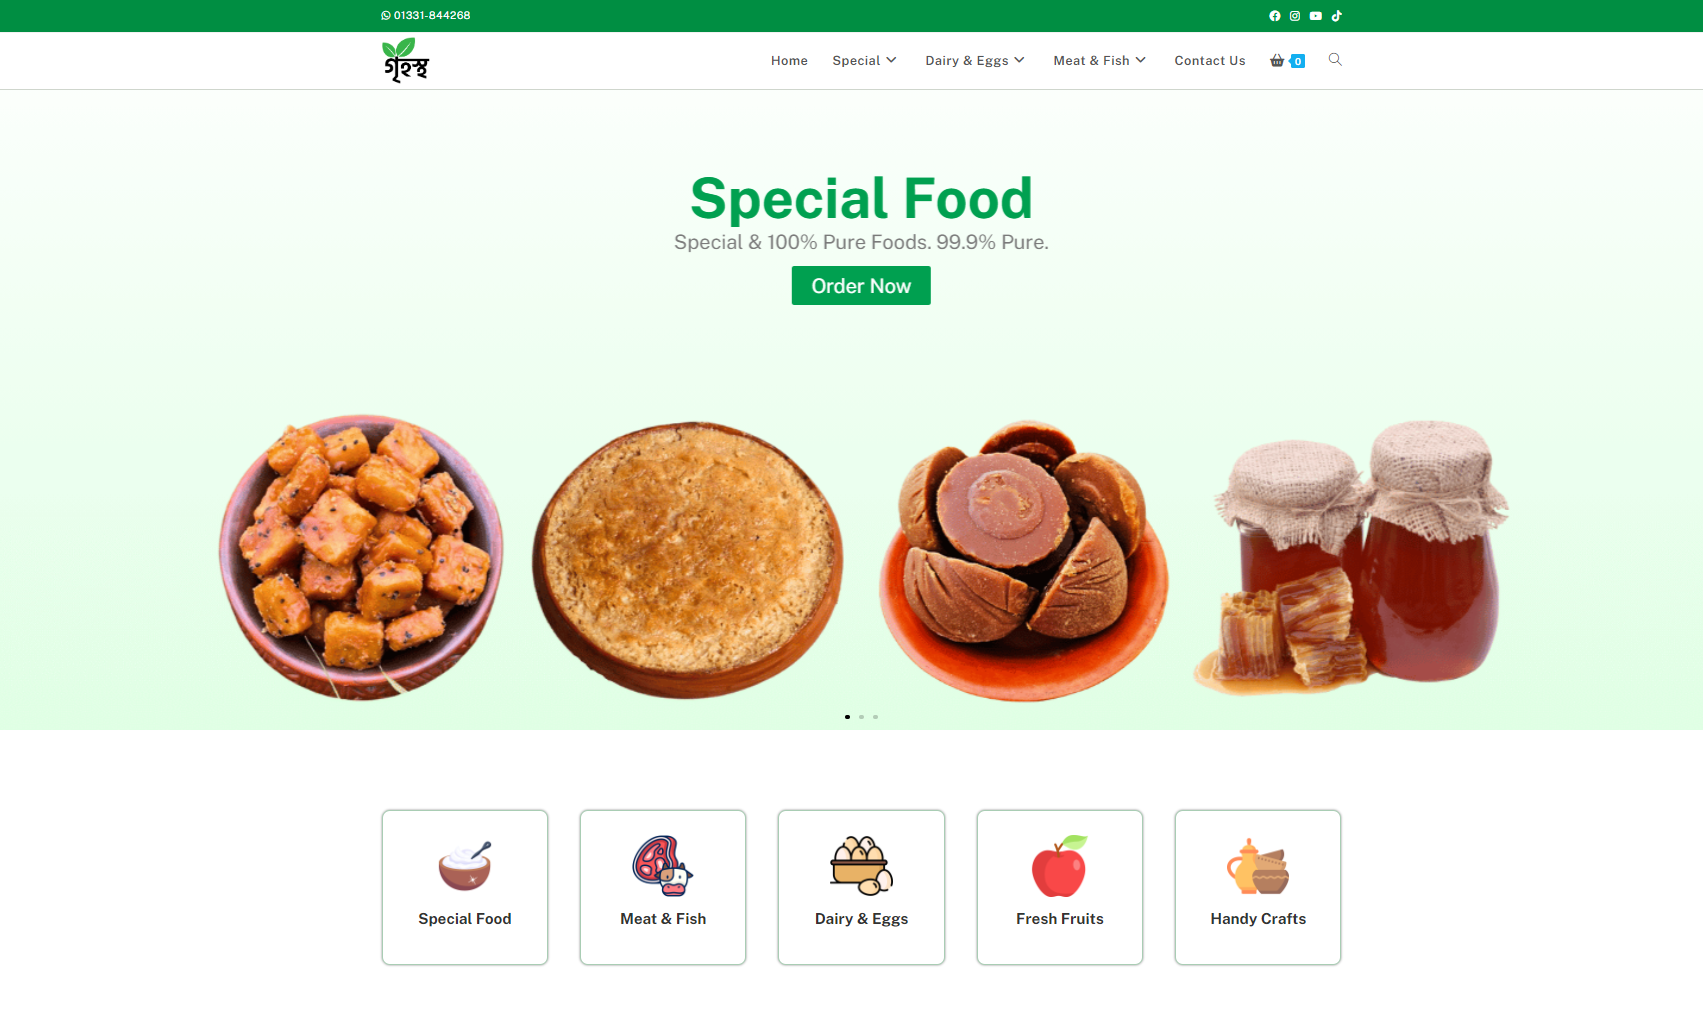 01331-844268
গৃহস্থ
Home Special Dairy & Eggs Meat & Fish Contact Us 0
Special Food
Special & 100% Pure Foods. 99.9% Pure.
Order Now
Special Food
Meat & Fish
Dairy & Eggs
Fresh Fruits
Handy Crafts